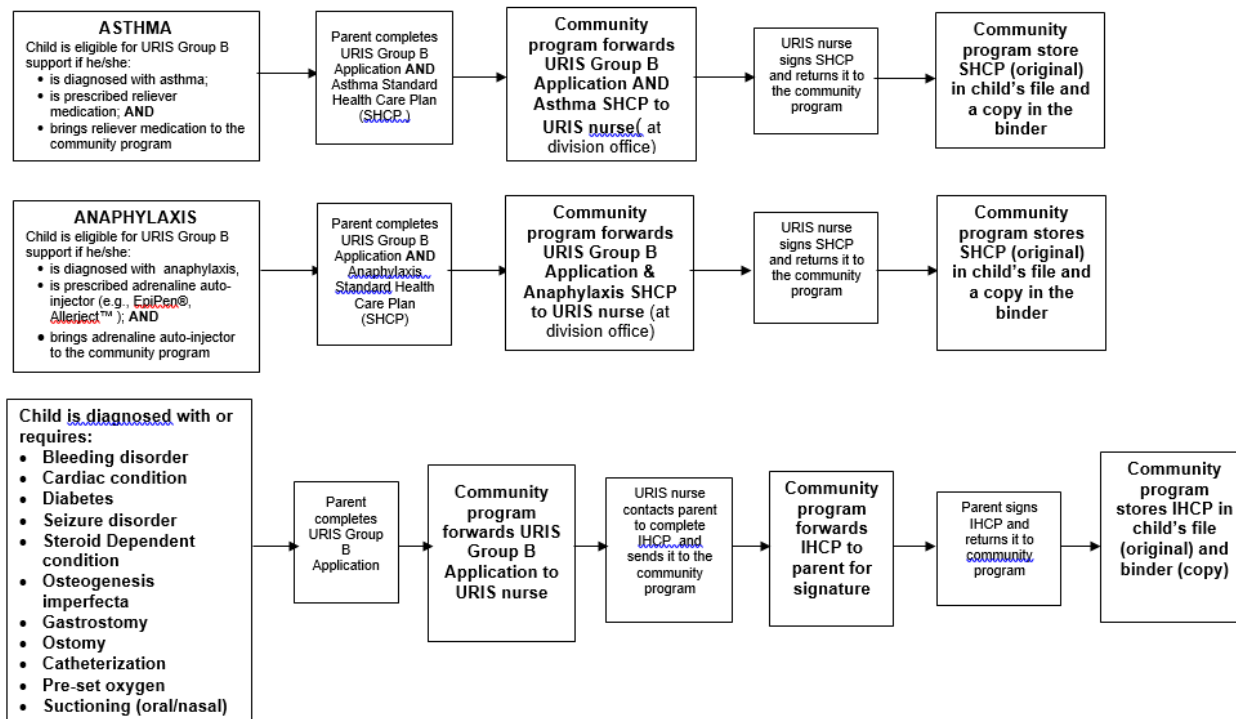 ASTHMA
Child is eligible for URIS Group B
support if he/she:
• is diagnosed with asthma;
• is prescribed reliever
medication; AND
• brings reliever medication to the
community program
Parent completes
URIS Group B
Application AND
Asthma Standard
Health Care Plan
(SHCP )
Community
program forwards
URIS Group B
Application AND
Asthma SHCP to
URIS nurse( at
division office)
URIS nurse
signs SHCP
and returns it to
the community
program
Community
program store
SHCP (original)
in child's file and
a copy in the
binder
ANAPHYLAXIS
Child is eligible for URIS Group B
support if he/she:
• is diagnosed with anaphylaxis,
• is prescribed adrenaline auto-
injector (e.g., EpiPen®,
Allerject™ ); AND
• brings adrenaline auto-injector
to the community program
Parent completes
URIS Group B
Application AND
Anaphylaxis
Standard Health
Care Plan
(SHCP)
Community
program forwards
URIS Group B
Application &
Anaphylaxis SHCP
to URIS nurse (at
division office)
URIS nurse
signs SHCP
and returns it to
the community
program
Community
program stores
SHCP (original)
in child's file and
a copy in the
binder
Child is diagnosed with or
requires:
• Bleeding disorder
• Cardiac condition
• Diabetes
• Seizure disorder
• Steroid Dependent
condition
• Osteogenesis
imperfecta
• Gastrostomy
• Ostomy
• Catheterization
• Pre-set oxygen
• Suctioning (oral/nasal)
Parent
completes
URIS Group
B
Application
Community
program
forwards URIS
Group B
Application to
URIS nurse
URIS nurse
contacts parent
to complete
IHCP and
sends it to the
community
program
Community
program
forwards
IHCP to
parent for
signature
Parent signs
IHCP and
returns it to
community
program
Community
program
stores IHCP in
child's file
(original) and
binder (copy)